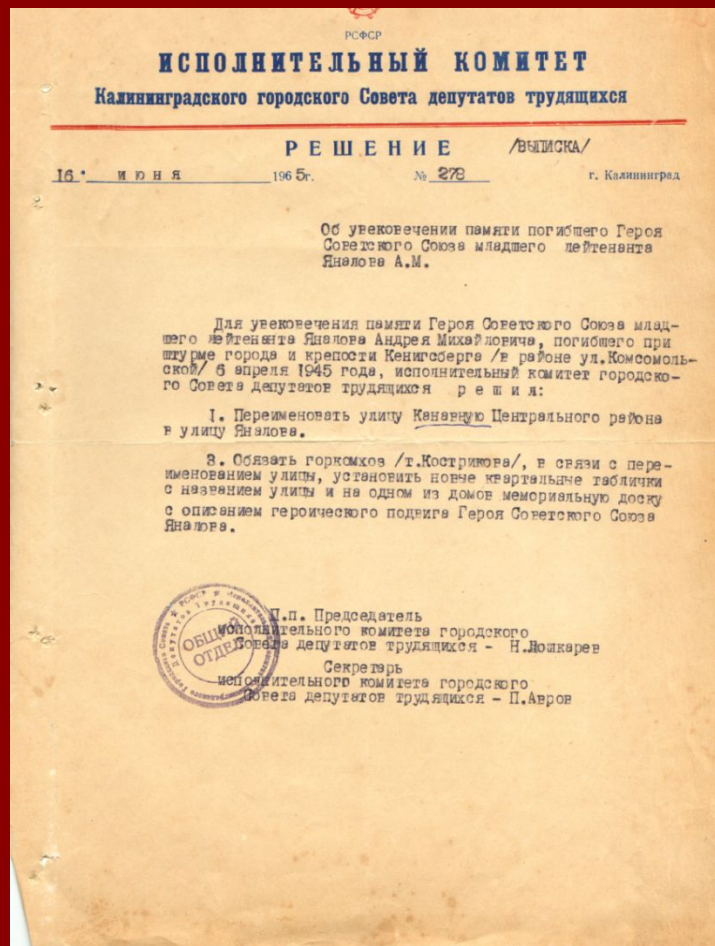 РСФСР
ИСПОЛНИТЕЛЬНЫЙ КОМИТЕТ
Калининградского городского Совета депутатов трудящихся
РЕШЕНИЕ /ВЫПИСКА/
16" ИЮНЯ 1965г. № 278 г. Калининград
Об увековечении памяти погибшего Героя
Советского Союза младшего лейтенанта
Яналова А.М.
Для увековечения памяти Героя Советского Союза млад-
шего лейтенанта Яналова Андрея Михайловича, погибшего при
штурме города и крепости Кенигсберга /в районе ул.Комсомоль-
ской/ 6 апреля 1945 года, исполнительный комитет городско-
го Совета депутатов трудящихся р е ш и л:
1. Переименовать улицу Канавную Центрального района
в улицу Яналова.
3. Обязать горкомхоз /т.Кострикова/, в связи с пере-
именованием улицы, установить новые квартальные таблички
с названием улицы и на одном из домов мемориальную доску
с описанием героического подвига Героя Советского Союза
Яналова.
П.п. Председатель
исполнительного комитета городского
Совета депутатов трудящихся - Н.Лошкарев
Секретарь
исполнительного комитета городского
Совета депутатов трудящихся - П.Авров
ОБЩИЙ
ОТДЕЛ